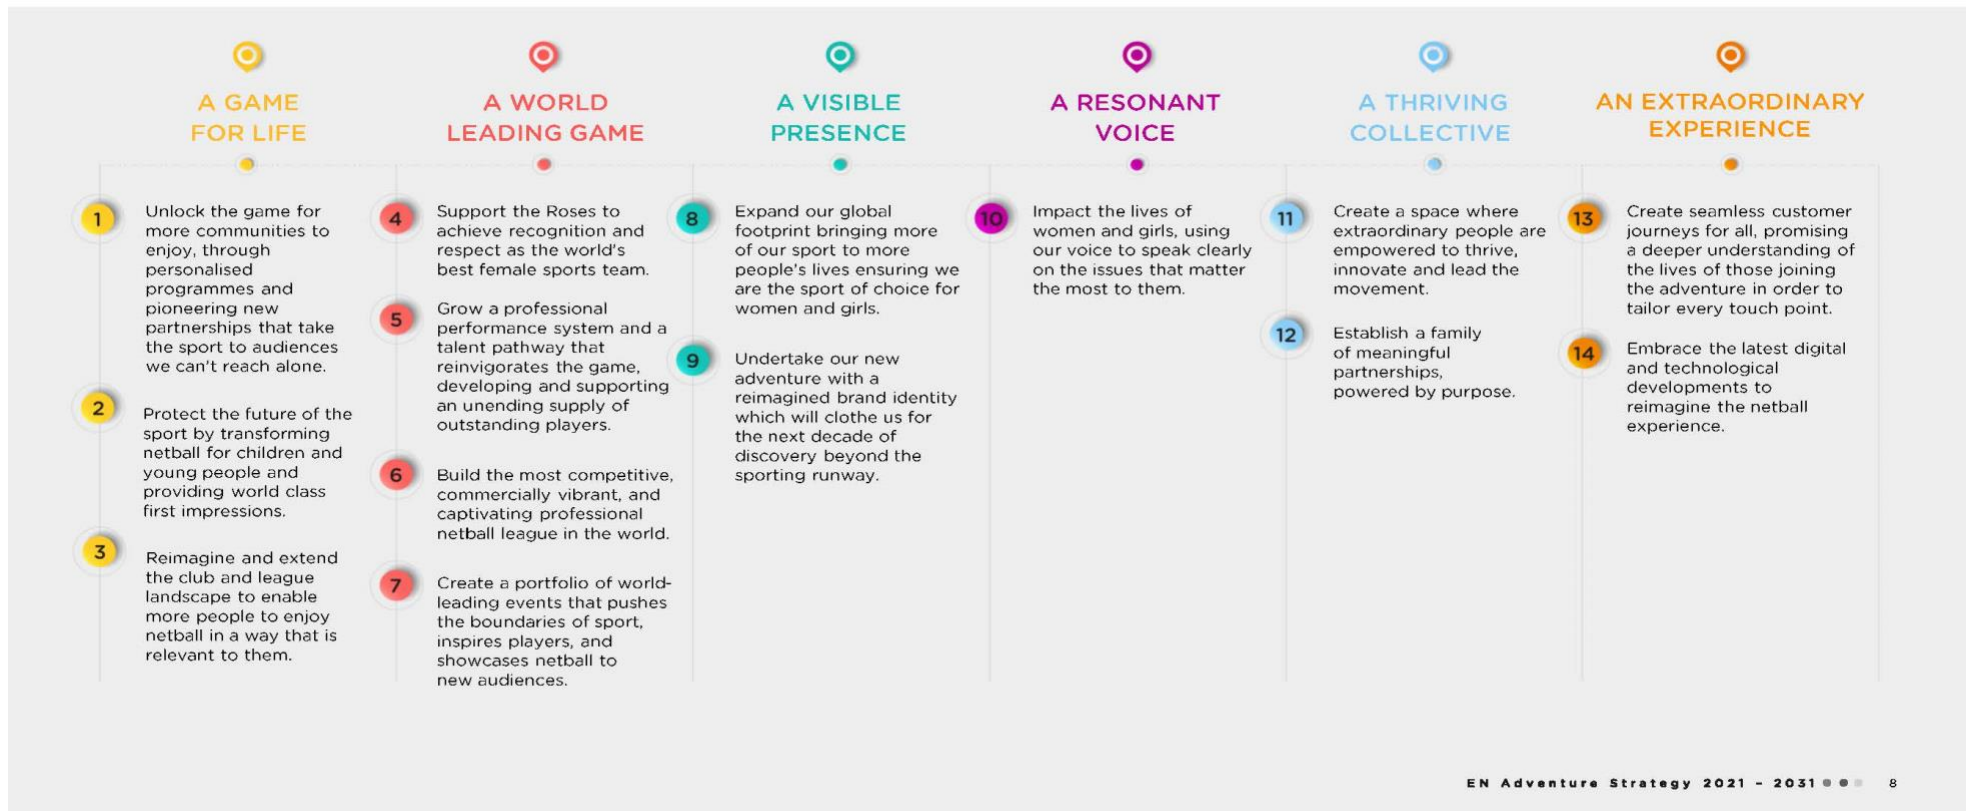 A GAME
FOR LIFE
1
Unlock the game for
more communities to
enjoy, through
personalised
programmes and
pioneering new
partnerships that take
the sport to audiences
we can't reach alone.
2
Protect the future of the
sport by transforming
netball for children and
young people and
providing world class
first impressions.
3
Reimagine and extend
the club and league
landscape to enable
more people to enjoy
netball in a way that is
relevant to them.
A WORLD
LEADING GAME
4
Support the Roses to
achieve recognition and
respect as the world's
best female sports team.
5
Grow a professional
performance system and a
talent pathway that
reinvigorates the game,
developing and supporting
an unending supply of
outstanding players.
6
Build the most competitive,
commercially vibrant, and
captivating professional
netball league in the world.
7
Create a portfolio of world-
leading events that pushes
the boundaries of sport,
inspires players, and
showcases netball to
new audiences.
A VISIBLE
PRESENCE
8
Expand our global
footprint bringing more
of our sport to more
people's lives ensuring we
are the sport of choice for
women and girls.
9
Undertake our new
adventure with a
reimagined brand identity
which will clothe us for
the next decade of
discovery beyond the
sporting runway.
A RESONANT
VOICE
10
Impact the lives of
women and girls, using
our voice to speak clearly
on the issues that matter
the most to them.
A THRIVING
COLLECTIVE
11
Create a space where
extraordinary people are
empowered to thrive,
innovate and lead the
movement.
12
Establish a family
of meaningful
partnerships,
powered by purpose.
AN EXTRAORDINARY
EXPERIENCE
13
Create seamless customer
journeys for all, promising
a deeper understanding of
the lives of those joining
the adventure in order to
tailor every touch point.
14
Embrace the latest digital
and technological
developments to
reimagine the netball
experience.
EN Adventure Strategy 2021 - 2031 8